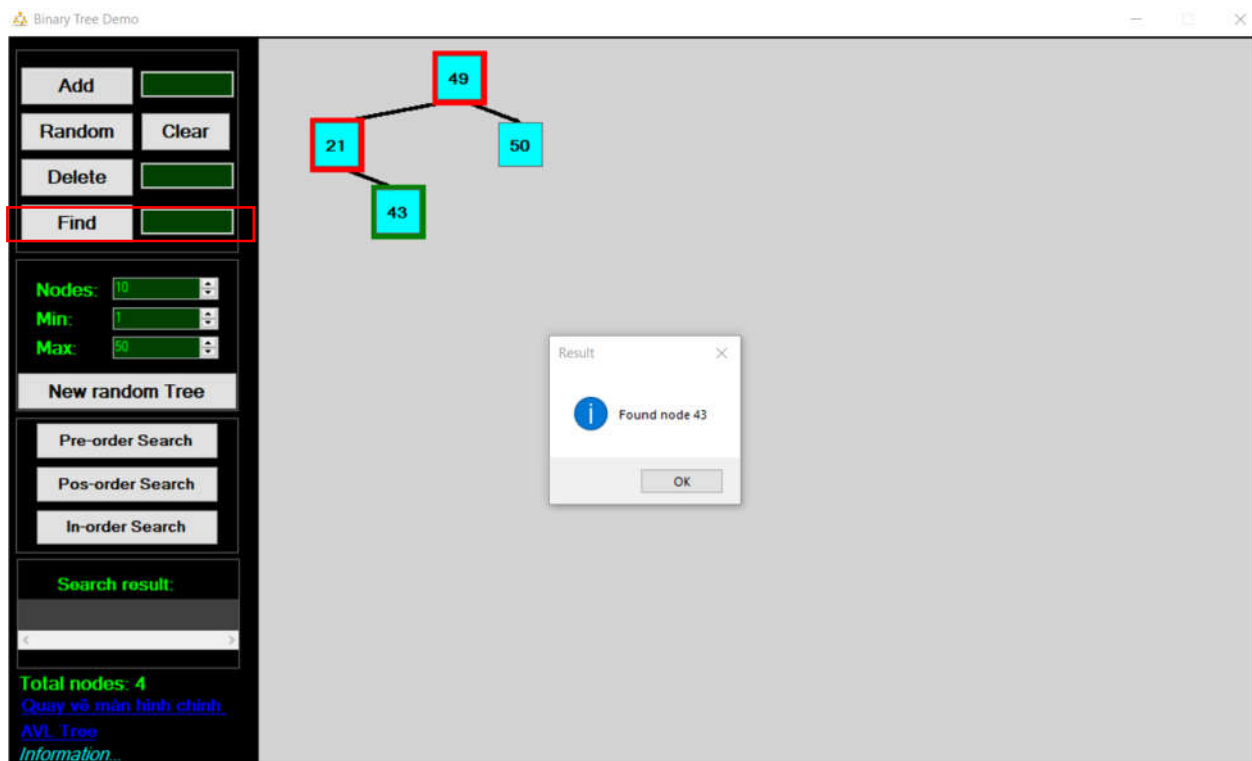 Binary Tree Demo
Add
Random Clear
Delete
Find
Nodes: 10
Min: 1
Max: 50
New random Tree
Pre-order Search
Pos-order Search
In-order Search
Search result:
Total nodes: 4
Quay về màn hình chính
AVL Tree
Information...
49
21 50
43
Result
Found node 43
OK